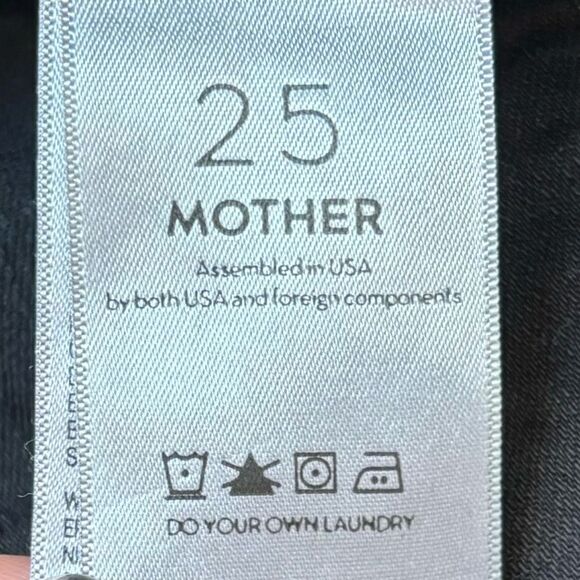 25
MOTHER
Assembled in USA
by both USA and foreign components
DO YOUR OWN LAUNDRY